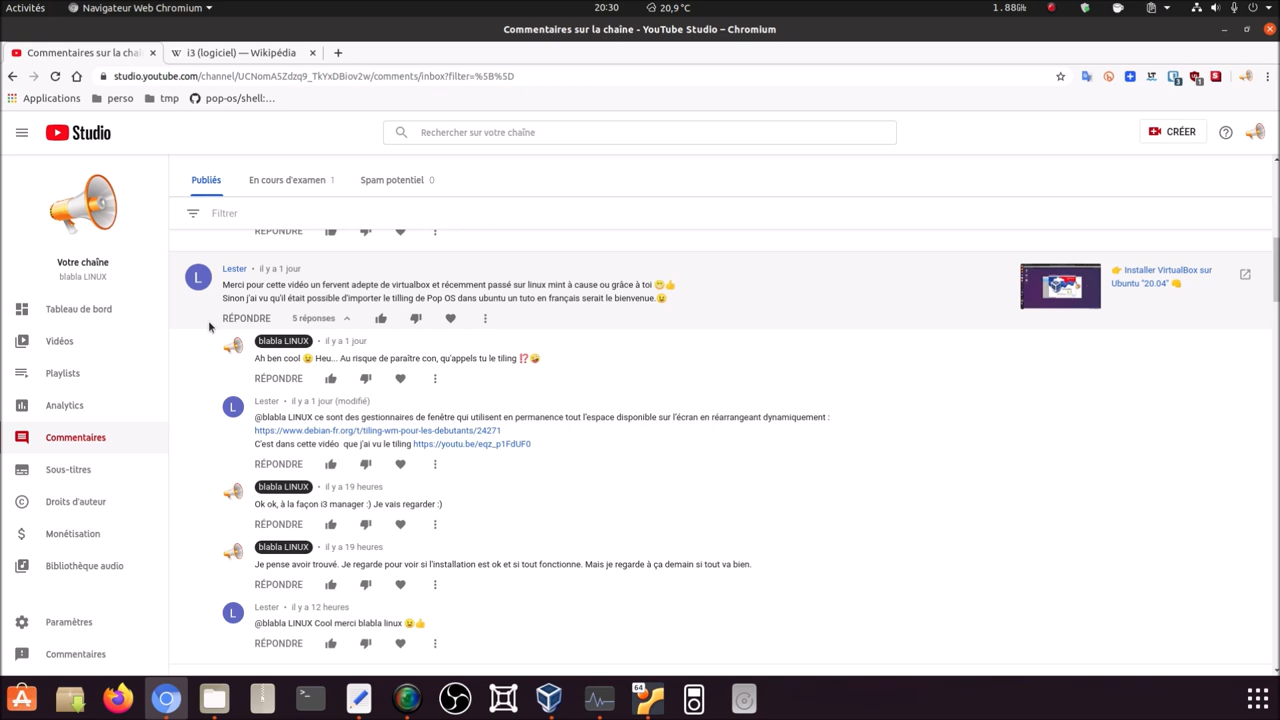 Activités
Navigateur Web Chromium
20:30
20,9°C
1.88GHz
Commentaires sur la chaîne - YouTube Studio – Chromium
Commentaires sur la chaî
i3 (logiciel) — Wikipédia
studio.youtube.com/channel/UCNomASZdzq9_TkYxDBiov2w/comments/inbox?filter=%5B%5D
Applications
perso
tmp
pop-os/shell:...
Studio
Rechercher sur votre chaîne
CRÉER
Publiés
En cours d'examen 1
Spam potentiel 0
Filtrer
Votre chaîne
blabla LINUX
Tableau de bord
Vidéos
Playlists
Analytics
Commentaires
Sous-titres
Droits d'auteur
Monétisation
Bibliothèque audio
Paramètres
Commentaires
RÉPONDRE
L
Lester • il y a 1 jour
Merci pour cette vidéo un fervent adepte de virtualbox et récemment passé sur linux mint à cause ou grâce à toi 😁👍
Sinon j'ai vu qu'il était possible d'importer le tilling de Pop OS dans ubuntu un tuto en français serait le bienvenue.😉
RÉPONDRE 5 réponses
👉 Installer VirtualBox sur
Ubuntu "20.04" 👈
blabla LINUX • il y a 1 jour
Ah ben cool 😉 Heu... Au risque de paraître con, qu'appels tu le tiling ⁉️🤪
RÉPONDRE
L
Lester • il y a 1 jour (modifié)
@blabla LINUX ce sont des gestionnaires de fenêtre qui utilisent en permanence tout l'espace disponible sur l'écran en réarrangeant dynamiquement :
https://www.debian-fr.org/t/tiling-wm-pour-les-debutants/24271
C'est dans cette vidéo que j'ai vu le tiling https://youtu.be/eqz_p1FdUF0
RÉPONDRE
blabla LINUX • il y a 19 heures
Ok ok, à la façon i3 manager :) Je vais regarder :)
RÉPONDRE
blabla LINUX • il y a 19 heures
Je pense avoir trouvé. Je regarde pour voir si l'installation est ok et si tout fonctionne. Mais je regarde à ça demain si tout va bien.
RÉPONDRE
L
Lester • il y a 12 heures
@blabla LINUX Cool merci blabla linux 😉👍
RÉPONDRE
64